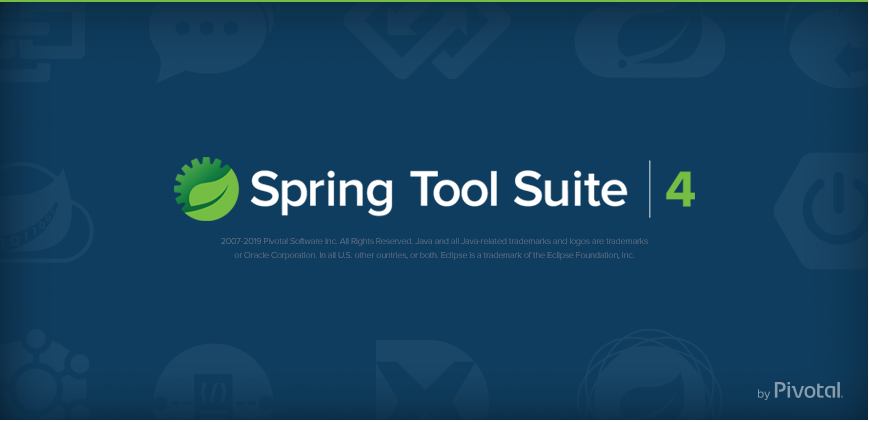 Spring Tool Suite 4
2007-2019 Pivotal Software Inc. All Rights Reserved. Java and all Java-related trademarks and logos are trademarks
or Oracle Corporation. In all U.S. other ountries, or both. Eclipse is a trademark of the Eclipse Foundation, Inc.
by Pivotal.